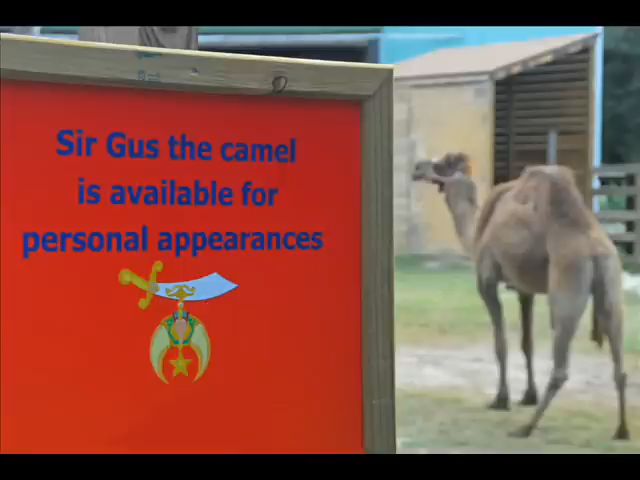 Sir Gus the camel
is available for
personal appearances